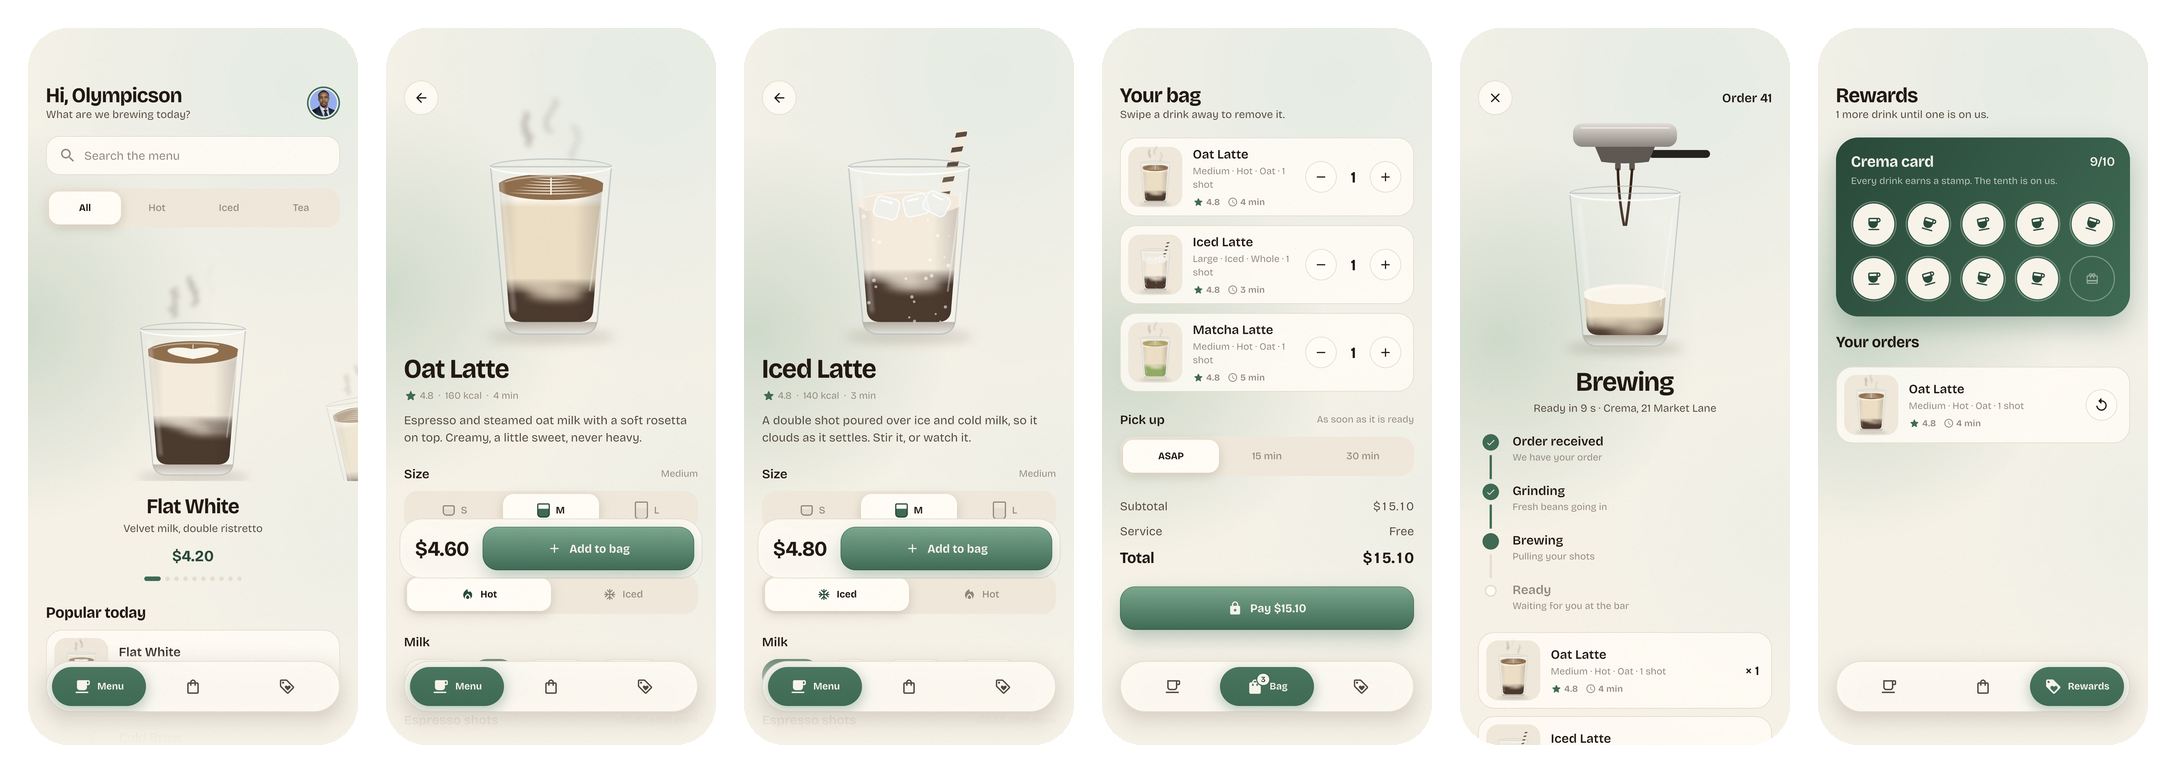 Hi, Olympicson
What are we brewing today?
Search the menu
All Hot Iced Tea
Flat White
Velvet milk, double ristretto
$4.20
Popular today
Flat White
Menu
Oat Latte
4.8 · 160 kcal · 4 min
Espresso and steamed oat milk with a soft rosetta
on top. Creamy, a little sweet, never heavy.
Size Medium
S M L
$4.60 + Add to bag
Hot Iced
Milk
Menu
Espresso shots
Iced Latte
4.8 · 140 kcal · 3 min
A double shot poured over ice and cold milk, so it
clouds as it settles. Stir it, or watch it.
Size Medium
S M L
$4.80 + Add to bag
Iced Hot
Milk
Menu
Espresso shots
Your bag
Swipe a drink away to remove it.
Oat Latte
Medium · Hot · Oat · 1
shot
4.8 4 min
− 1 +
Iced Latte
Large · Iced · Whole · 1
shot
4.8 3 min
− 1 +
Matcha Latte
Medium · Hot · Oat · 1
shot
4.8 5 min
− 1 +
Pick up As soon as it is ready
ASAP 15 min 30 min
Subtotal $15.10
Service Free
Total $15.10
Pay $15.10
3 Bag
Order 41
Brewing
Ready in 9 s · Crema, 21 Market Lane
Order received
We have your order
Grinding
Fresh beans going in
Brewing
Pulling your shots
Ready
Waiting for you at the bar
Oat Latte
Medium · Hot · Oat · 1 shot
4.8 4 min
× 1
Iced Latte
Rewards
1 more drink until one is on us.
Crema card 9/10
Every drink earns a stamp. The tenth is on us.
Your orders
Oat Latte
Medium · Hot · Oat · 1 shot
4.8 4 min
Rewards